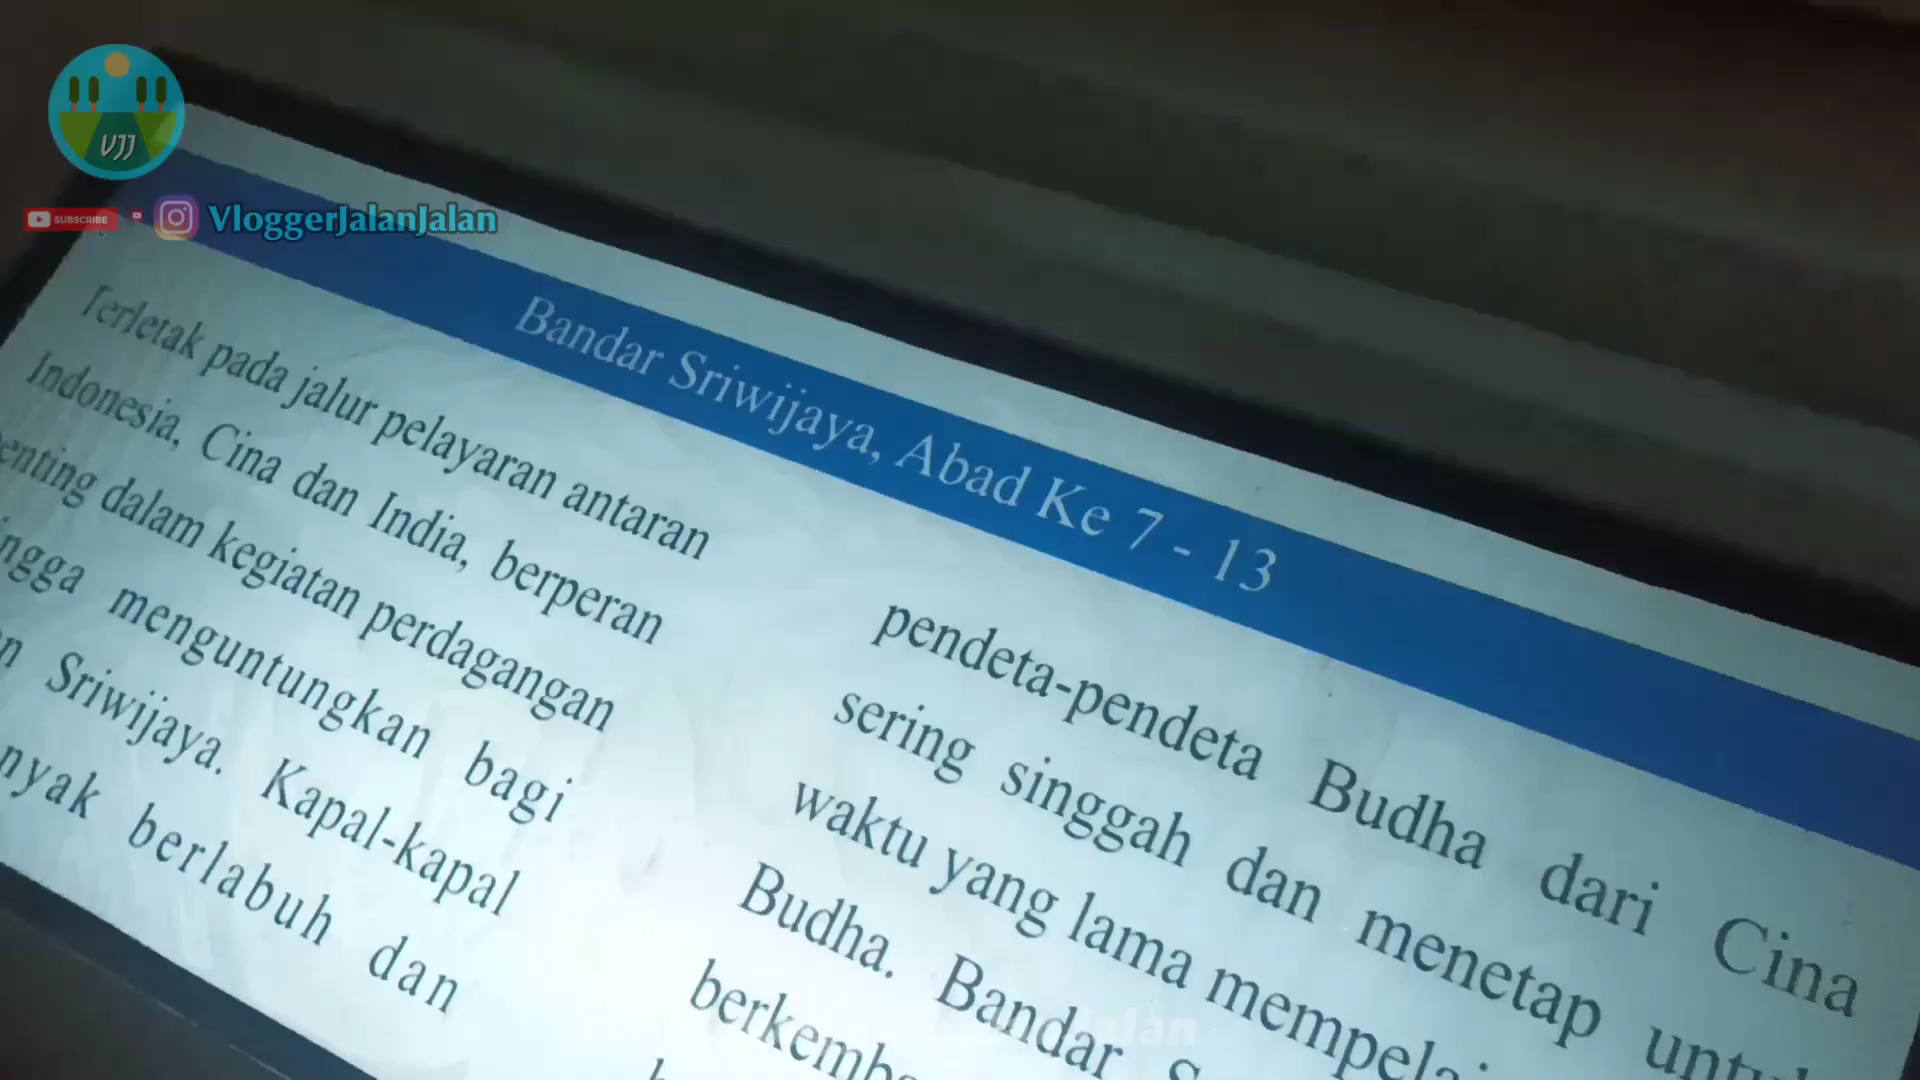 VJJ
SUBSCRIBE
VloggerJalanJalan
Bandar Sriwijaya, Abad Ke 7 - 13
Terletak pada jalur pelayaran antaran
Indonesia, Cina dan India, berperan
dalam kegiatan perdagangan
menguntungkan bagi
Sriwijaya. Kapal-kapal
berlabuh dan
pendeta-pendeta Budha dari Cina
sering singgah dan menetap
waktu yang lama
Budha. Bandar